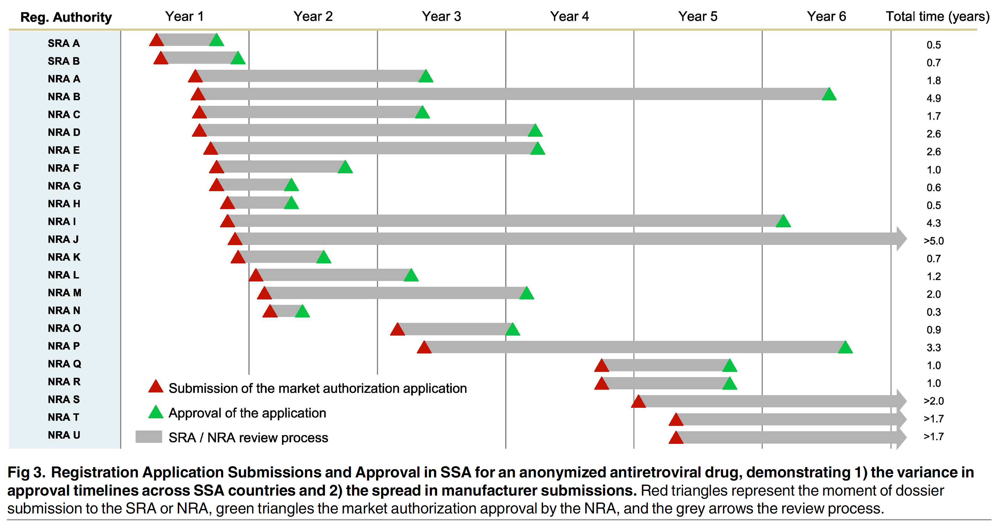 Reg. Authority Year 1 Year 2 Year 3 Year 4 Year 5 Year 6 Total time (years)
SRA A 0.5
SRA B 0.7
NRA A 1.8
NRA B 4.9
NRA C 1.7
NRA D 2.6
NRA E 2.6
NRA F 1.0
NRA G 0.6
NRA H 0.5
NRA I 4.3
NRA J >5.0
NRA K 0.7
NRA L 1.2
NRA M 2.0
NRA N 0.3
NRA O 0.9
NRA P 3.3
NRA Q 1.0
NRA R 1.0
NRA S >2.0
NRA T >1.7
NRA U >1.7
Submission of the market authorization application
Approval of the application
SRA / NRA review process
Fig 3. Registration Application Submissions and Approval in SSA for an anonymized antiretroviral drug, demonstrating 1) the variance in
approval timelines across SSA countries and 2) the spread in manufacturer submissions. Red triangles represent the moment of dossier
submission to the SRA or NRA, green triangles the market authorization approval by the NRA, and the grey arrows the review process.